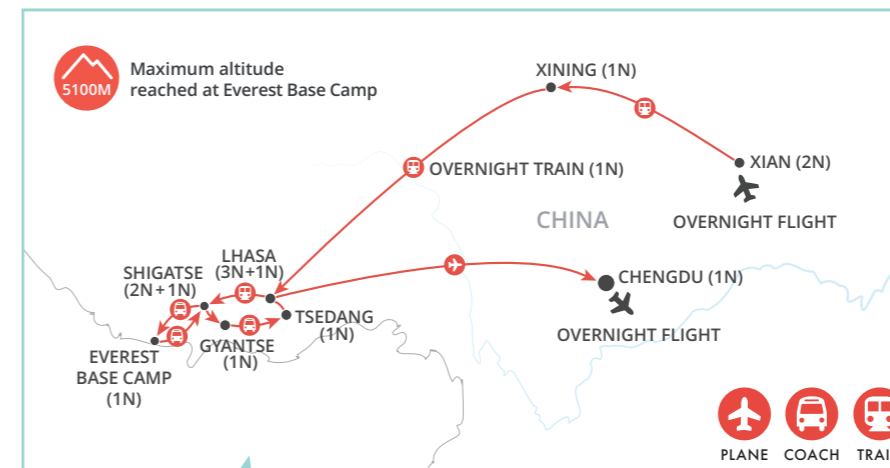 5100M
Maximum altitude
reached at Everest Base Camp
XINING (1N)
XIAN (2N)
OVERNIGHT FLIGHT
OVERNIGHT TRAIN (1N)
CHINA
LHASA
(3N+1N)
SHIGATSE
(2N+1N)
CHENGDU (1N)
OVERNIGHT FLIGHT
TSEDANG
(1N)
GYANTSE
(1N)
EVEREST
BASE CAMP
(1N)
PLANE
COACH
TRAI